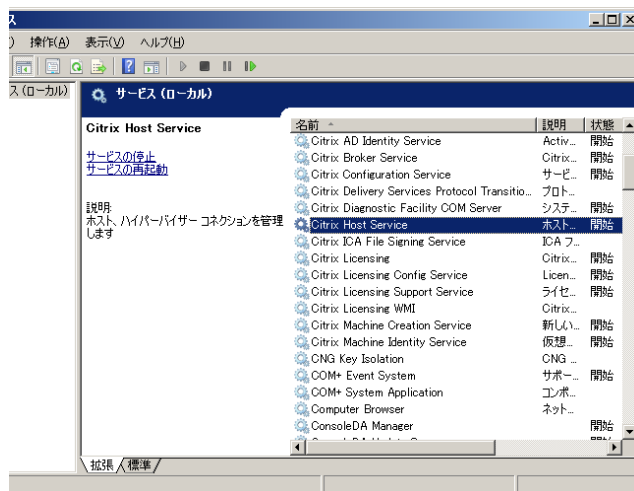 ス
) 操作(A) 表示(V) ヘルプ(H)
ス (ローカル)
サービス (ローカル)
Citrix Host Service
サービスの停止
サービスの再起動
説明:
ホスト、ハイパーバイザー コネクションを管理
します
名前 説明 状態
Citrix AD Identity Service Activ... 開始
Citrix Broker Service Citrix... 開始
Citrix Configuration Service サービ... 開始
Citrix Delivery Services Protocol Transitio... プロト...
Citrix Diagnostic Facility COM Server システ... 開始
Citrix Host Service ホスト... 開始
Citrix ICA File Signing Service ICA フ...
Citrix Licensing Citrix... 開始
Citrix Licensing Config Service Licen... 開始
Citrix Licensing Support Service ライセ... 開始
Citrix Licensing WMI Citrix...
Citrix Machine Creation Service 新しい... 開始
Citrix Machine Identity Service 仮想... 開始
CNG Key Isolation CNG ...
COM+ Event System サポー... 開始
COM+ System Application コンポ...
Computer Browser ネット...
ConsoleDA Manager 開始
拡張 標準